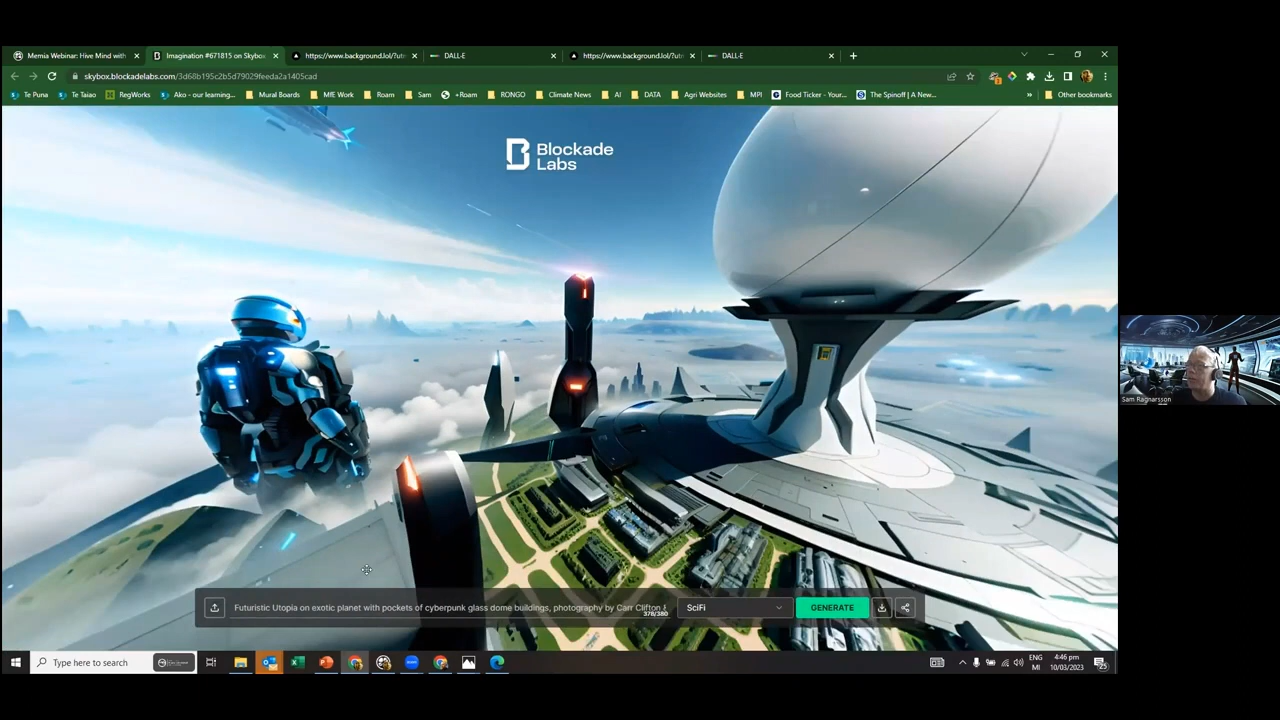 Memia Webinar: Hive Mind with
Imagination #671815 on Skybo
https://www.background.lol/?ut
DALL-E
https://www.background.lol/?ut
DALL-E
skybox.blockadelabs.com/3d68b195c2b5d79029feeda2a1405cad
Te Puna
Te Taiao
RegWorks
Ako - our learning...
Mural Boards
MfE Work
Roam
Sam
+Roam
RONGO
Climate News
AI
DATA
Agri Websites
MPI
Food Ticker - Your...
The Spinoff | A New...
»
Other bookmarks
Blockade
Labs
Sam Ragnarsson
Futuristic Utopia on exotic planet with pockets of cyberpunk glass dome buildings, photography by Carr Clifton &
378/380
SciFi
GENERATE
Type here to search
ENG
MI
4:46 pm
10/03/2023
25